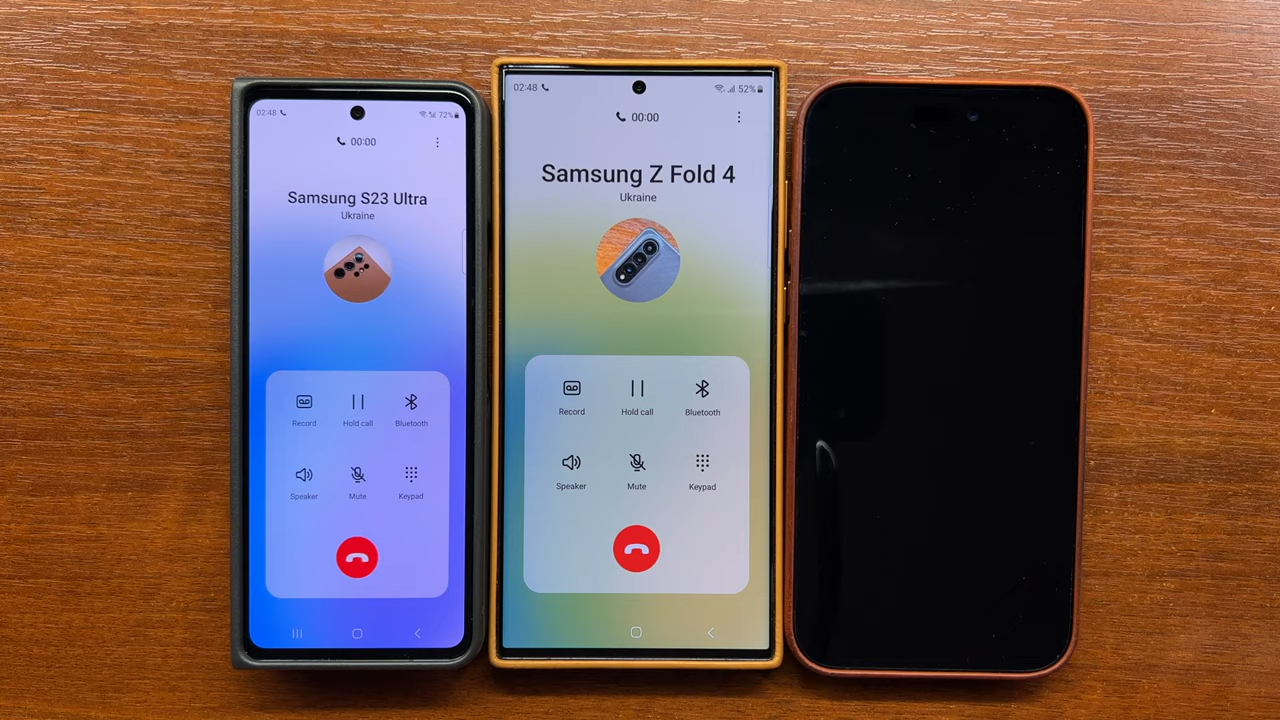 02:48
72%
00:00
Samsung S23 Ultra
Ukraine
Record
Hold call
Bluetooth
Speaker
Mute
Keypad
02:48
52%
00:00
Samsung Z Fold 4
Ukraine
Record
Hold call
Bluetooth
Speaker
Mute
Keypad